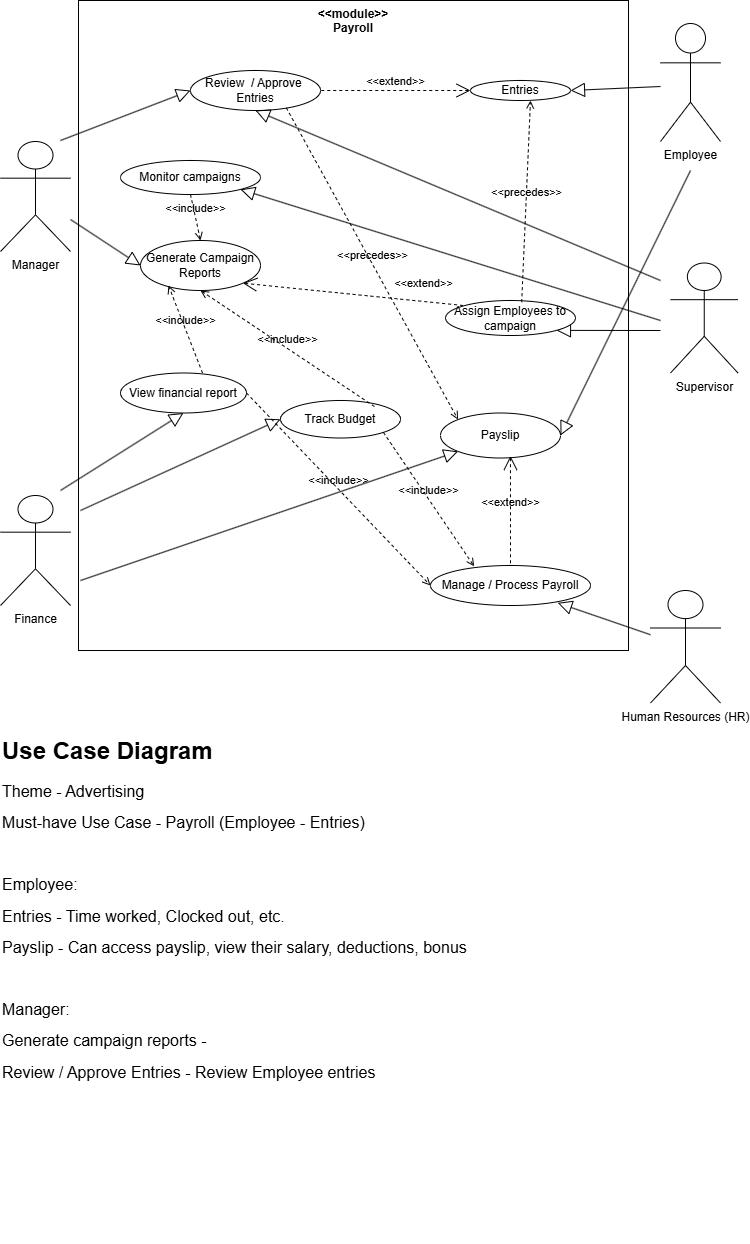 <<module>>
Payroll
Review / Approve
Entries
<<extend>>
Entries
Employee
Manager
Monitor campaigns
<<include>>
<<precedes>>
Generate Campaign
Reports
<<precedes>>
<<extend>>
Assign Employees to
campaign
Supervisor
<<include>>
<<include>>
View financial report
Track Budget
Payslip
<<include>>
<<include>>
<<extend>>
Manage / Process Payroll
Finance
Human Resources (HR)
Use Case Diagram
Theme - Advertising
Must-have Use Case - Payroll (Employee - Entries)
Employee:
Entries - Time worked, Clocked out, etc.
Payslip - Can access payslip, view their salary, deductions, bonus
Manager:
Generate campaign reports -
Review / Approve Entries - Review Employee entries